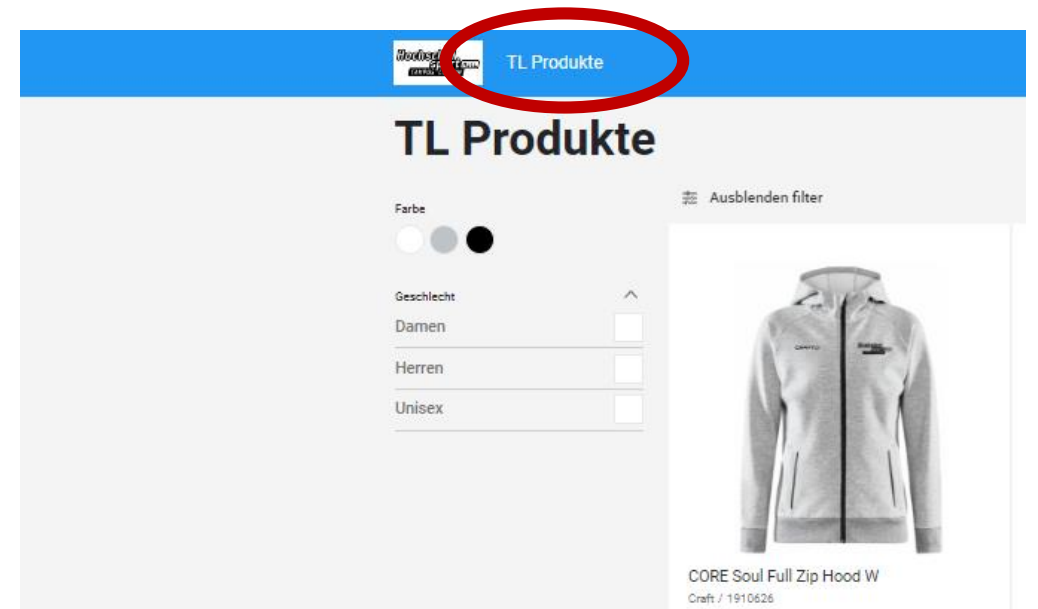 TL Produkte
TL Produkte
Farbe
Ausblenden filter
Geschlecht
Damen
Herren
Unisex
CORE Soul Full Zip Hood W
Craft / 1910626